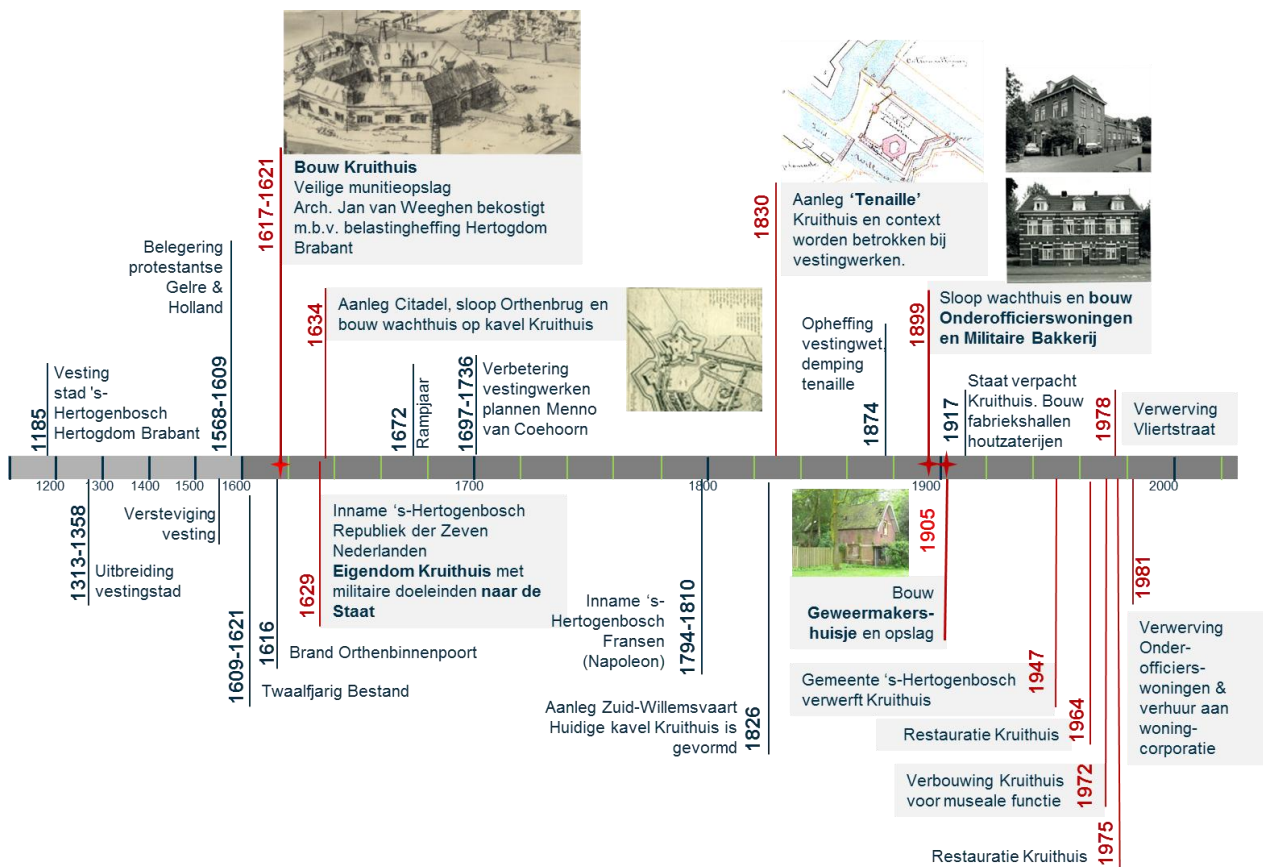 Bouw Kruithuis
Veilige munitieopslag
Arch. Jan van Weeghen bekostigt
m.b.v. belastingheffing Hertogdom
Brabant
1617-1621
Belegering
protestantse
Gelre &
Holland
1568-1609
1634
Aanleg Citadel, sloop Orthenbrug en
bouw wachthuis op kavel Kruithuis
1185
Vesting
stad 's-
Hertogenbosch
Hertogdom Brabant
1672
Rampjaar
1697-1736
Verbetering
vestingwerken
plannen Menno
van Coehoorn
1830
Aanleg ‘Tenaille’
Kruithuis en context
worden betrokken bij
vestingwerken.
Opheffing
vestingwet,
demping
tenaille
1874
1899
Sloop wachthuis en bouw
Onderofficierswoningen
en Militaire Bakkerij
1917
Staat verpacht
Kruithuis. Bouw
fabriekshallen
houtzaterijen
1978
Verwerving
Vliertstraat
1200 1300 1400 1500 1600 1700 1800 1900 2000
1313-1358
Uitbreiding
vestingstad
Versteviging
vesting
1609-1621
Twaalfjarig Bestand
1616
Brand Orthenbinnenpoort
1629
Inname ‘s-Hertogenbosch
Republiek der Zeven
Nederlanden
Eigendom Kruithuis met
militaire doeleinden naar de
Staat
Inname ‘s-
Hertogenbosch
Fransen
(Napoleon)
1794-1810
Aanleg Zuid-Willemsvaart
Huidige kavel Kruithuis is
gevormd
1826
1905
Bouw
Geweermakers-
huisje en opslag
Gemeente ‘s-Hertogenbosch
verwerft Kruithuis
1947
Restauratie Kruithuis
1964
Verbouwing Kruithuis
voor museale functie
1972
Restauratie Kruithuis
1975
1981
Verwerving
Onder-
officiers-
woningen &
verhuur aan
woning-
corporatie